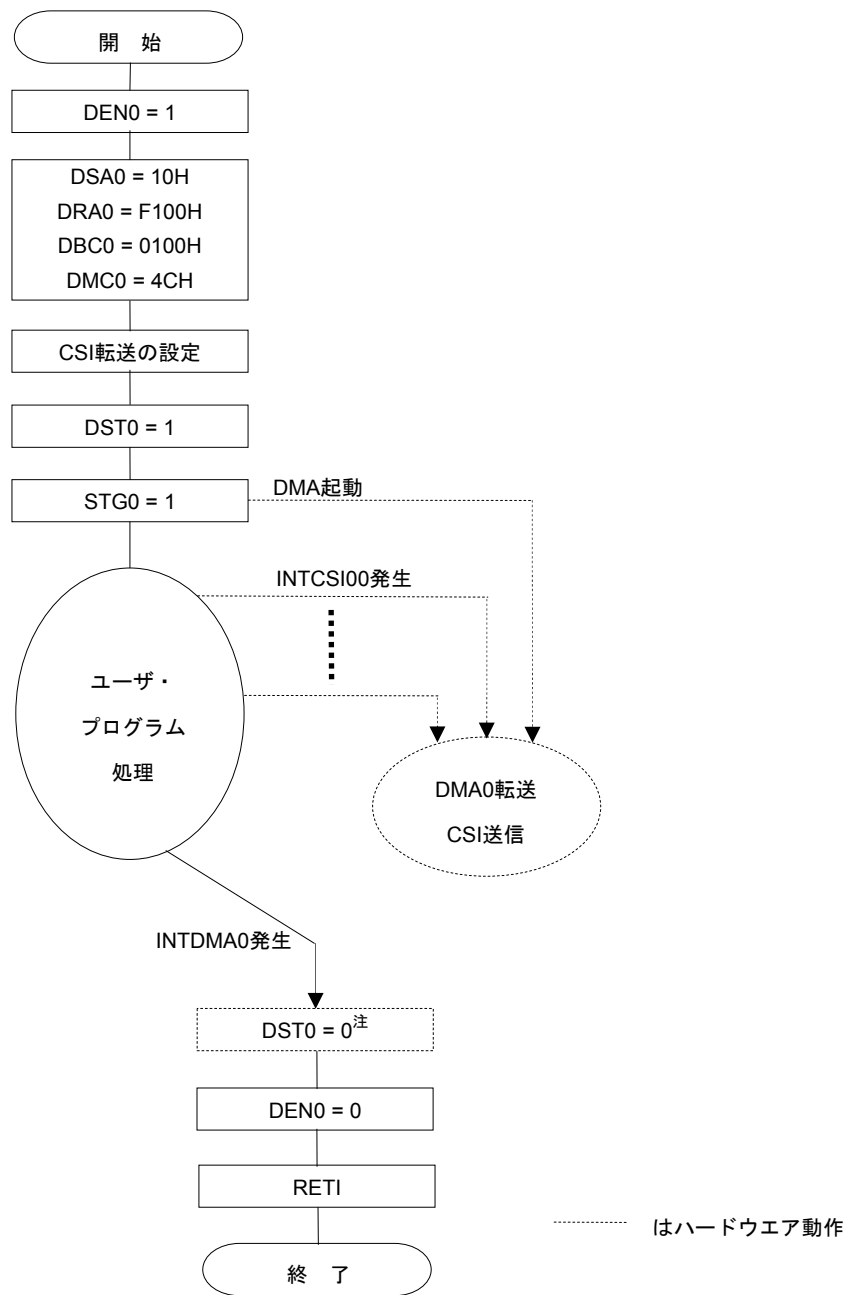 開 始
DEN0 = 1
DSA0 = 10H
DRA0 = F100H
DBC0 = 0100H
DMC0 = 4CH
CSI転送の設定
DST0 = 1
STG0 = 1
DMA起動
INTCSI00発生
ユーザ・
プログラム
処理
DMA0転送
CSI送信
INTDMA0発生
DST0 = 0注
DEN0 = 0
RETI
はハードウエア動作
終 了